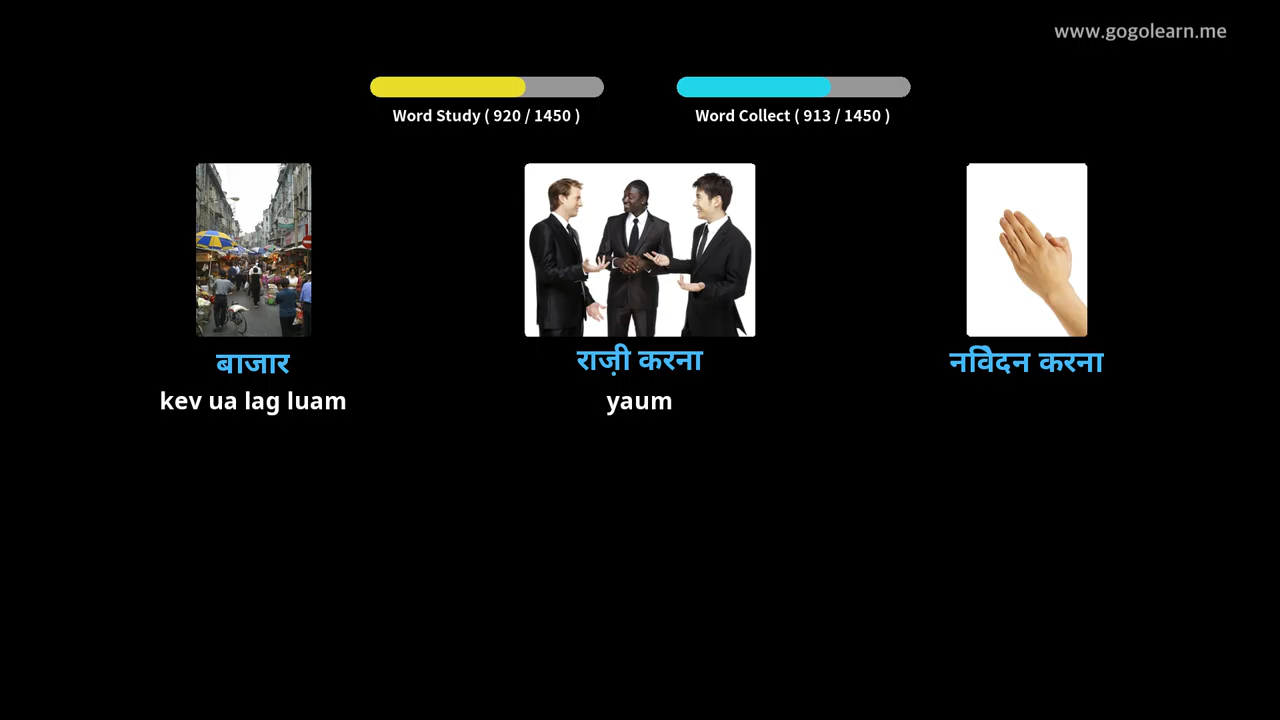 www.gogolearn.me
Word Study ( 920 / 1450 )
Word Collect ( 913 / 1450 )
बाजार
राज़ी करना
निवेदन करना
kev ua lag luam
yaum